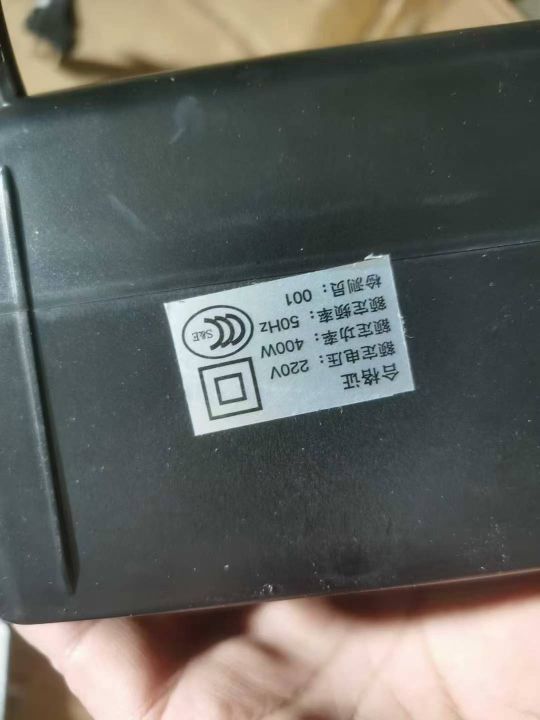 合格证
额定电压：220V
额定功率：400W
额定频率：50Hz
检测员：001
S&E